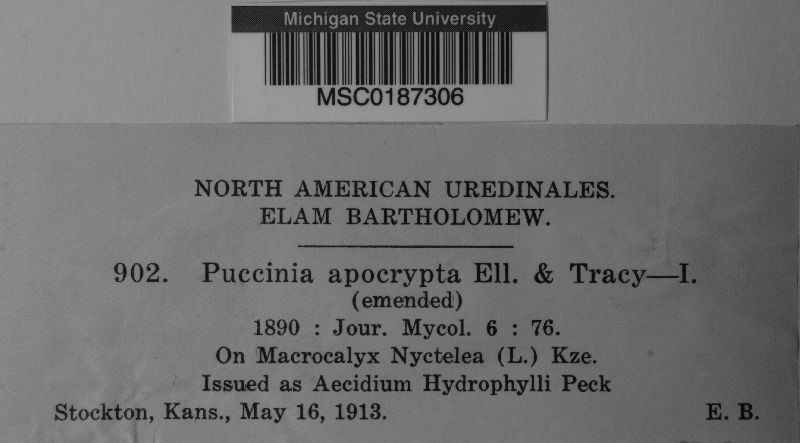 Michigan State University
MSC0187306
NORTH AMERICAN UREDINALES.
ELAM BARTHOLOMEW.
902. Puccinia apocrypta Ell. & Tracy—I.
(emended)
1890 : Jour. Mycol. 6 : 76.
On Macrocalyx Nyctelea (L.) Kze.
Issued as Aecidium Hydrophylli Peck
Stockton, Kans., May 16, 1913. E. B.